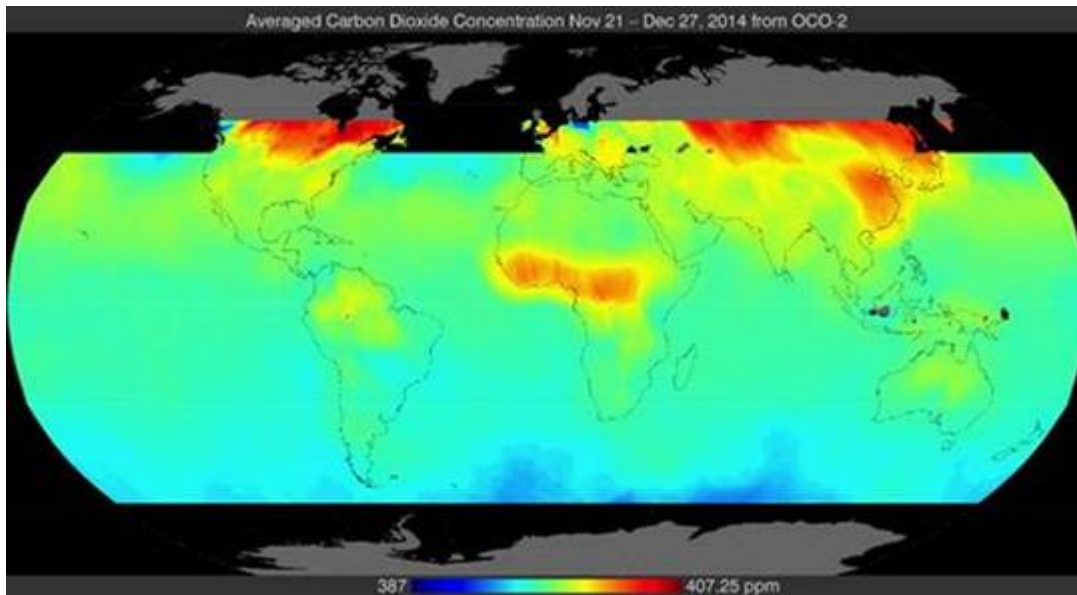 Averaged Carbon Dioxide Concentration Nov 21 – Dec 27, 2014 from OCO-2
387 407.25 ppm